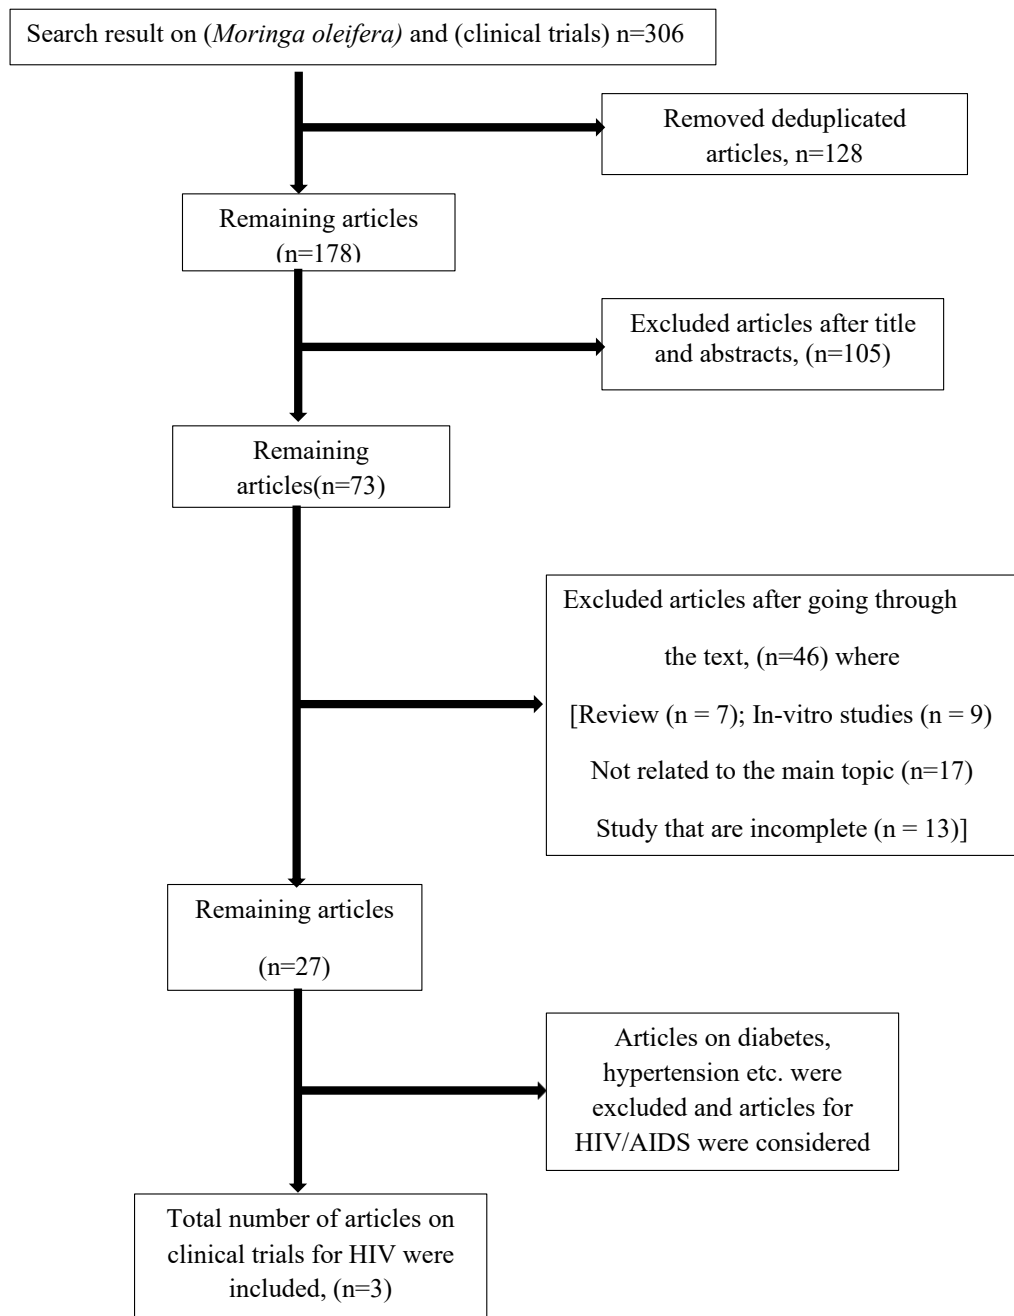 Search result on (Moringa oleifera) and (clinical trials) n=306
Removed deduplicated
articles, n=128
Remaining articles
(n=178)
Excluded articles after title
and abstracts, (n=105)
Remaining
articles(n=73)
Excluded articles after going through
the text, (n=46) where
[Review (n = 7); In-vitro studies (n = 9)
Not related to the main topic (n=17)
Study that are incomplete (n = 13)]
Remaining articles
(n=27)
Articles on diabetes,
hypertension etc. were
excluded and articles for
HIV/AIDS were considered
Total number of articles on
clinical trials for HIV were
included, (n=3)